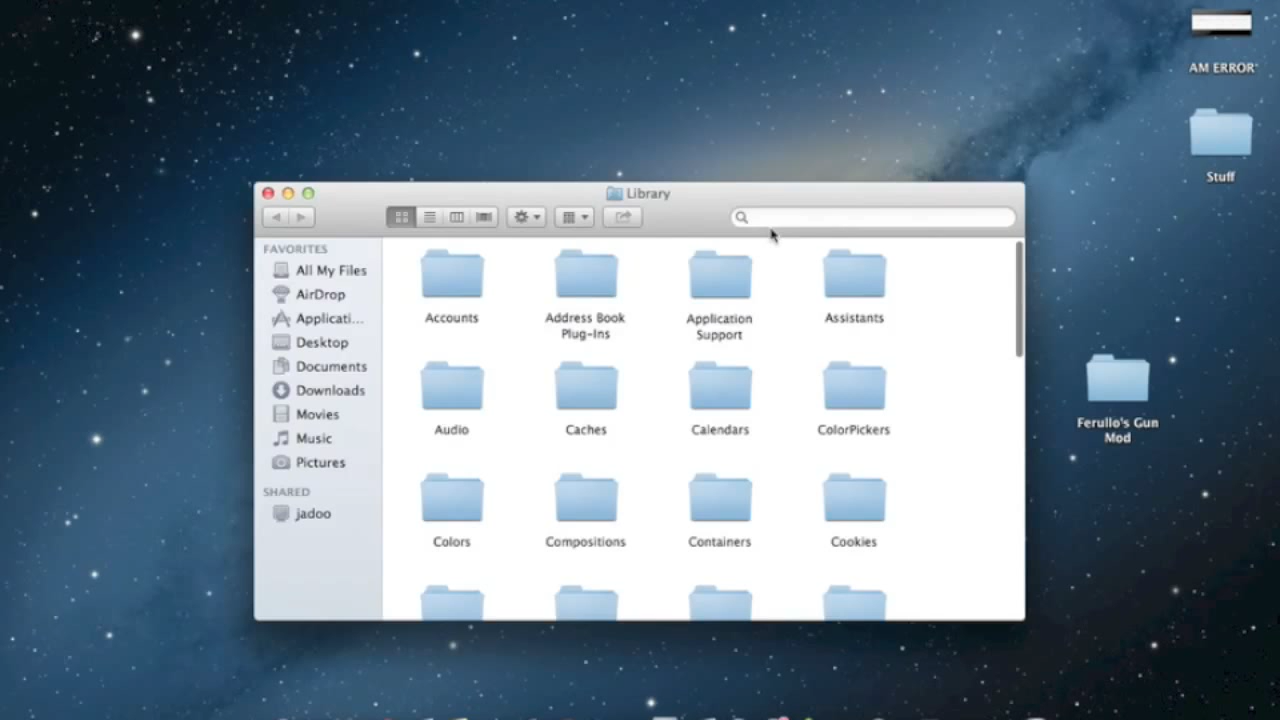 AM ERROR
Stuff
Library
FAVORITES
All My Files
AirDrop
Applicati...
Desktop
Documents
Downloads
Movies
Music
Pictures
SHARED
jadoo
Accounts
Address Book
Plug-Ins
Application
Support
Assistants
Audio
Caches
Calendars
ColorPickers
Colors
Compositions
Containers
Cookies
Ferullo's Gun
Mod